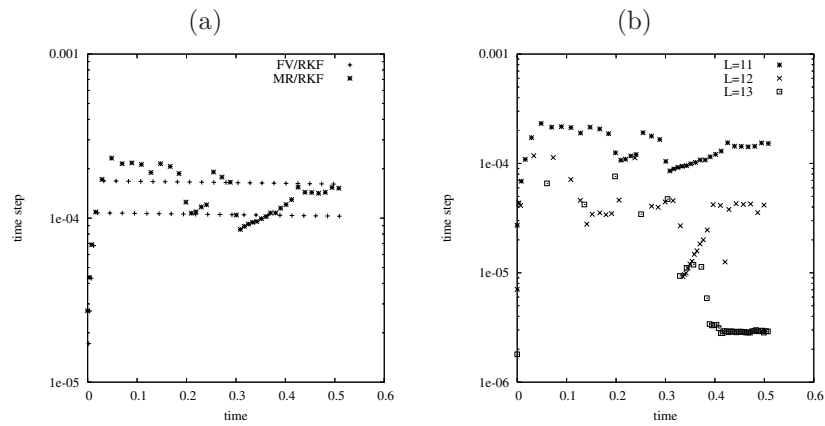 (a)
0.001
1e-04
1e-05
time step
0
0.1
0.2
0.3
0.4
0.5
0.6
time
FV/RKF
MR/RKF
(b)
0.001
1e-04
1e-05
1e-06
time step
0
0.1
0.2
0.3
0.4
0.5
0.6
time
L=11
L=12
L=13